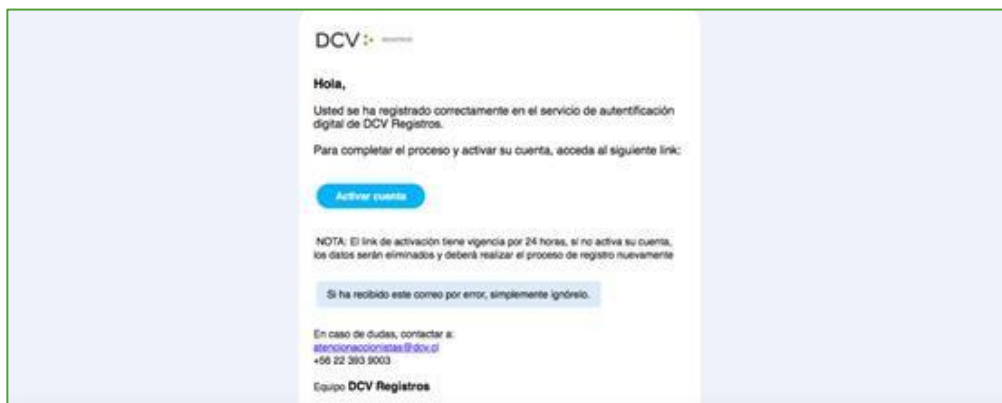 DCV REGISTROS
Hola,
Usted se ha registrado correctamente en el servicio de autentificación
digital de DCV Registros.
Para completar el proceso y activar su cuenta, acceda al siguiente link:
Activar cuenta
NOTA: El link de activación tiene vigencia por 24 horas, si no activa su cuenta,
los datos serán eliminados y deberá realizar el proceso de registro nuevamente
Si ha recibido este correo por error, simplemente ignórelo.
En caso de dudas, contactar a:
atencionaccionistas@dcv.cl
+56 22 393 9003
Equipo DCV Registros